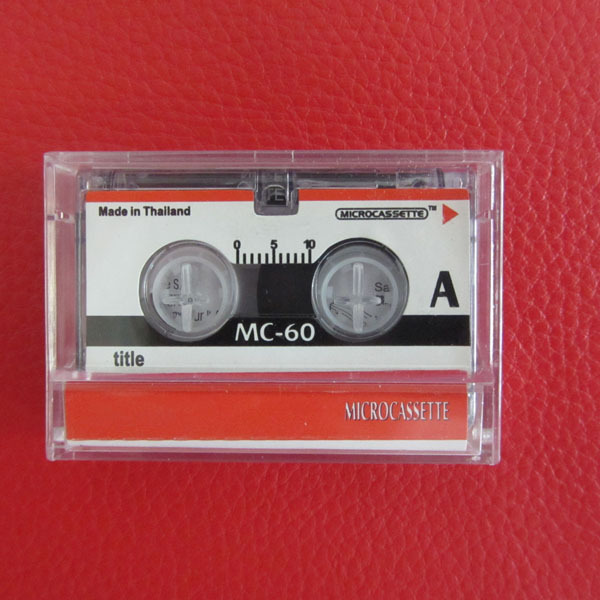 Made in Thailand
MICROCASSETTE™
0 5 10
A
MC-60
title
MICROCASSETTE